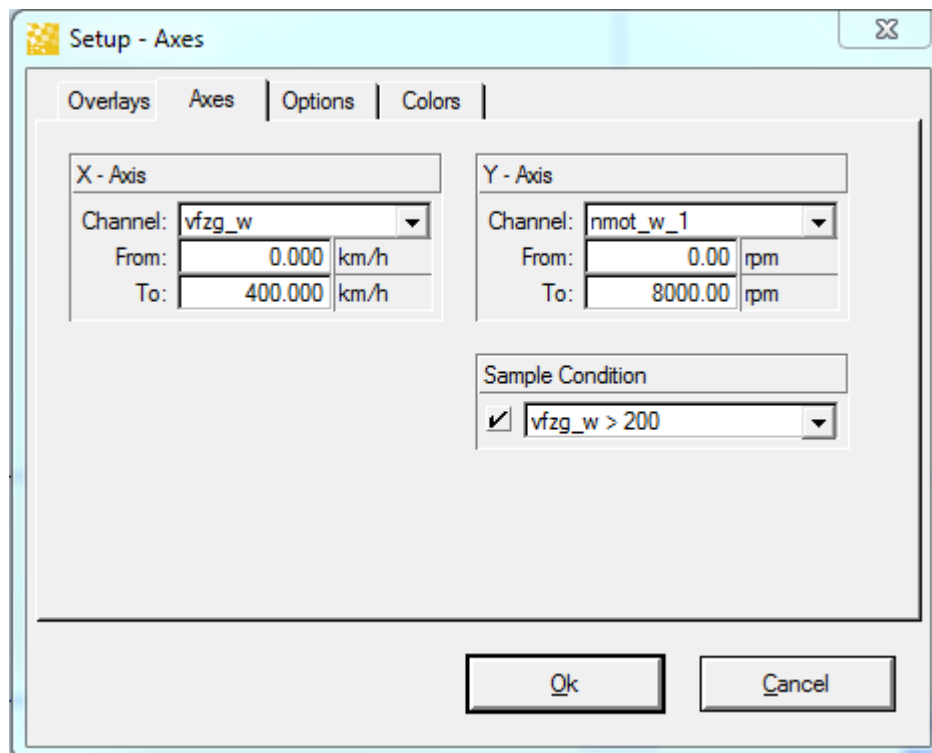 Setup - Axes
Overlays Axes Options Colors
X - Axis
Channel: vfzg_w
From: 0.000 km/h
To: 400.000 km/h
Y - Axis
Channel: nmot_w_1
From: 0.00 rpm
To: 8000.00 rpm
Sample Condition
vfzg_w > 200
Ok Cancel